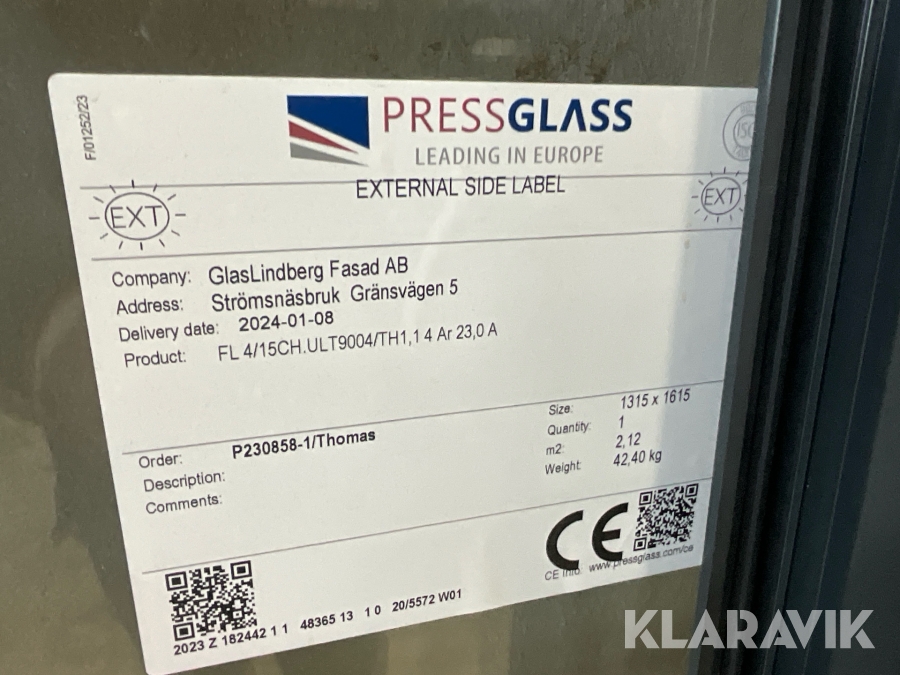 F/01252/23
PRESSGLASS
LEADING IN EUROPE
ISO
EXTERNAL SIDE LABEL
EXT
EXT
Company: GlasLindberg Fasad AB
Address: Strömsnäsbruk Gränsvägen 5
Delivery date: 2024-01-08
Product: FL 4/15CH.ULT9004/TH1,1 4 Ar 23,0 A
Order: P230858-1/Thomas
Description:
Comments:
Size: 1315 x 1615
Quantity: 1
m2: 2,12
Weight: 42,40 kg
CE
CE Info: www.pressglass.com/ce
2023 Z 182442 1 1 48365 13 1 0 20/5572 W01
KLARAVIK